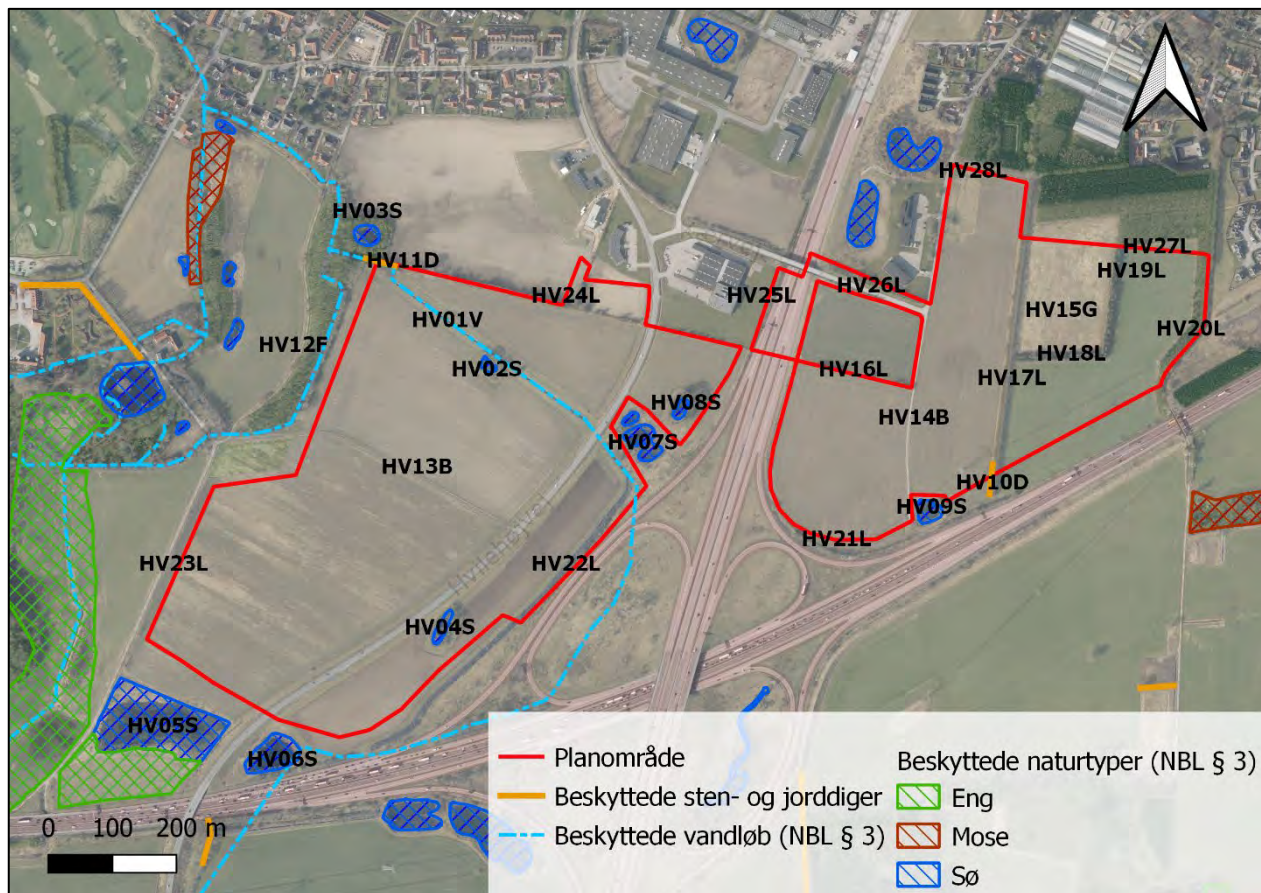 HV28L
HV03S
HV11D
HV27L
HV19L
HV24L
HV25L
HV26L
HV01V
HV15G
HV20L
HV12F
HV18L
HV02S
HV16L
HV17L
HV08S
HV14B
HV07S
HV13B
HV10D
HV09S
HV21L
HV23L
HV22L
Hvilehøjvej
HV04S
HV05S
HV06S
Planområde
Beskyttede sten- og jorddiger
Beskyttede vandløb (NBL § 3)
Beskyttede naturtyper (NBL § 3)
Eng
Mose
Sø
0 100 200 m